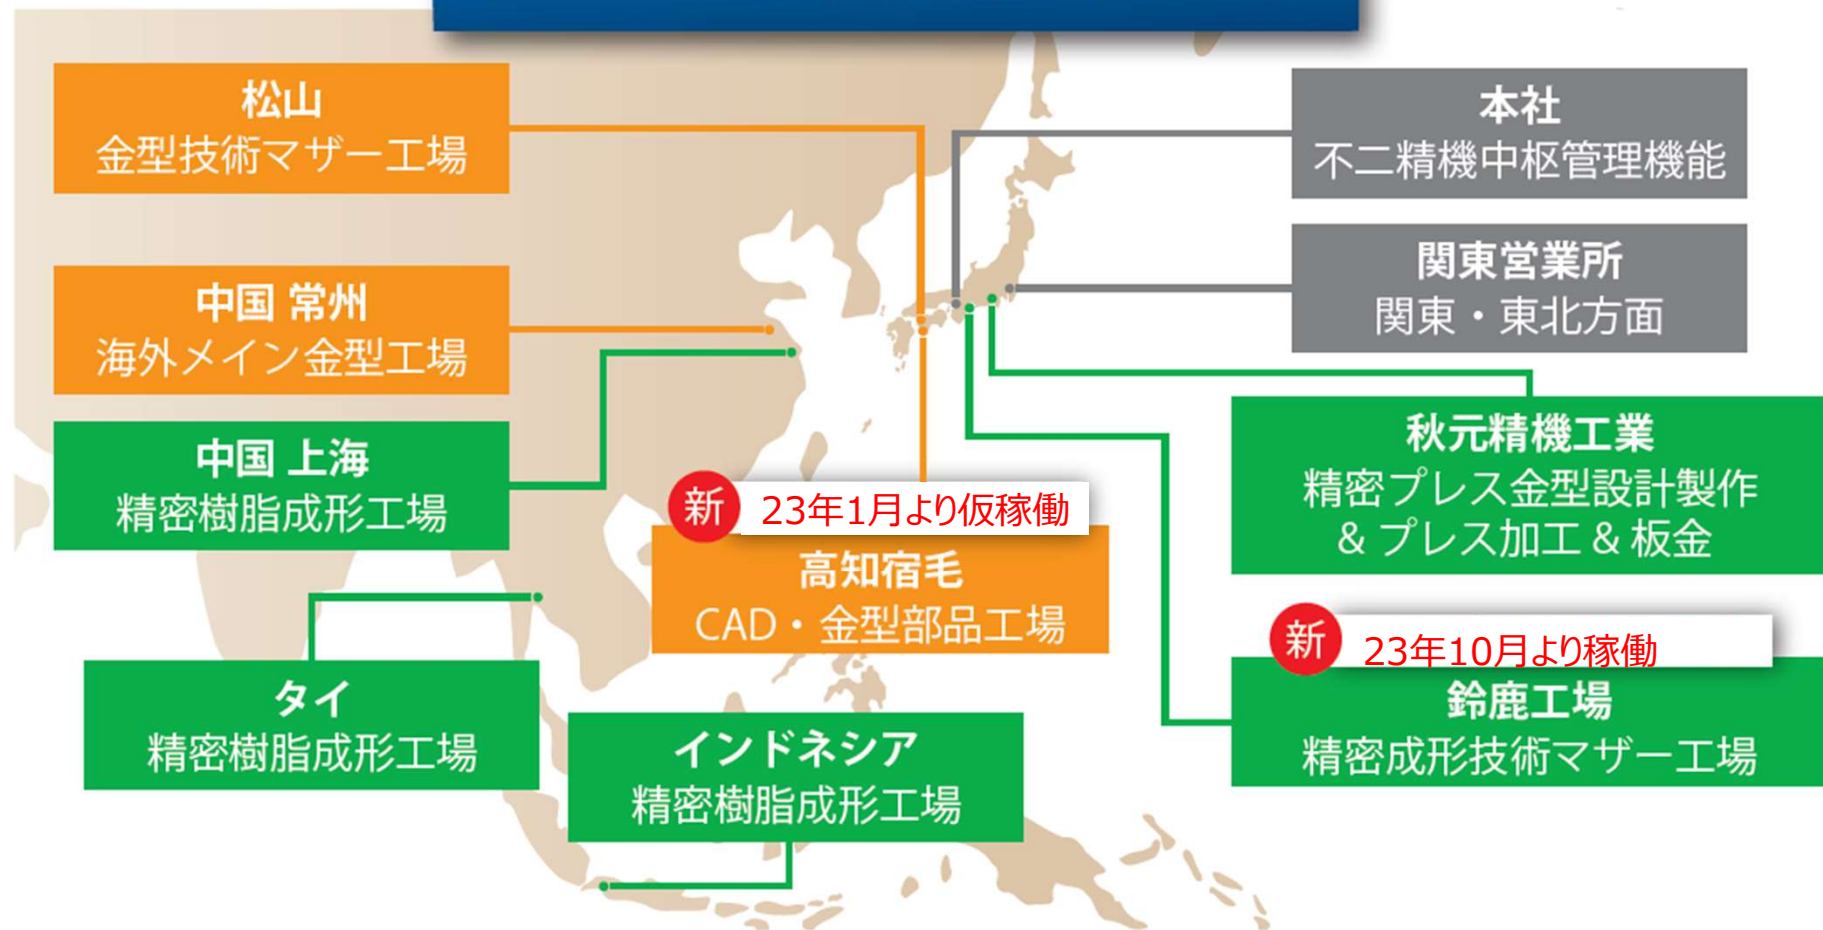 松山
金型技術マザー工場
本社
不二精機中枢管理機能
関東営業所
関東・東北方面
中国 常州
海外メイン金型工場
中国 上海
精密樹脂成形工場
秋元精機工業
精密プレス金型設計製作
& プレス加工 & 板金
新
23年1月より仮稼働
高知宿毛
CAD・金型部品工場
新
23年10月より稼働
鈴鹿工場
精密成形技術マザー工場
タイ
精密樹脂成形工場
インドネシア
精密樹脂成形工場